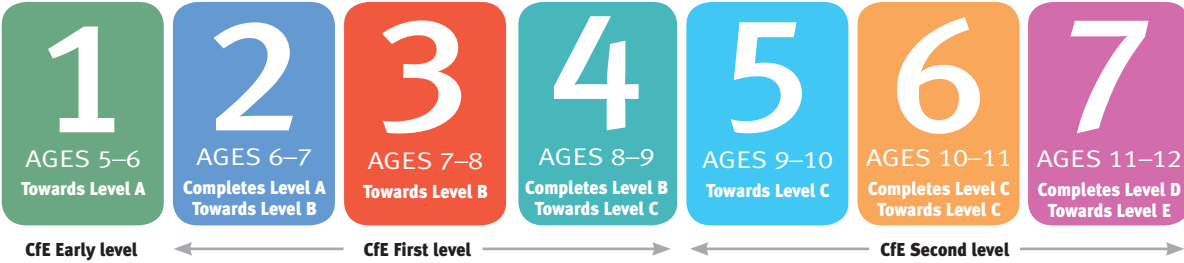 1
AGES 5–6
Towards Level A
2
AGES 6–7
Completes Level A
Towards Level B
3
AGES 7–8
Towards Level B
4
AGES 8–9
Completes Level B
Towards Level C
5
AGES 9–10
Towards Level C
6
AGES 10–11
Completes Level C
Towards Level C
7
AGES 11–12
Completes Level D
Towards Level E
CfE Early level
CfE First level
CfE Second level